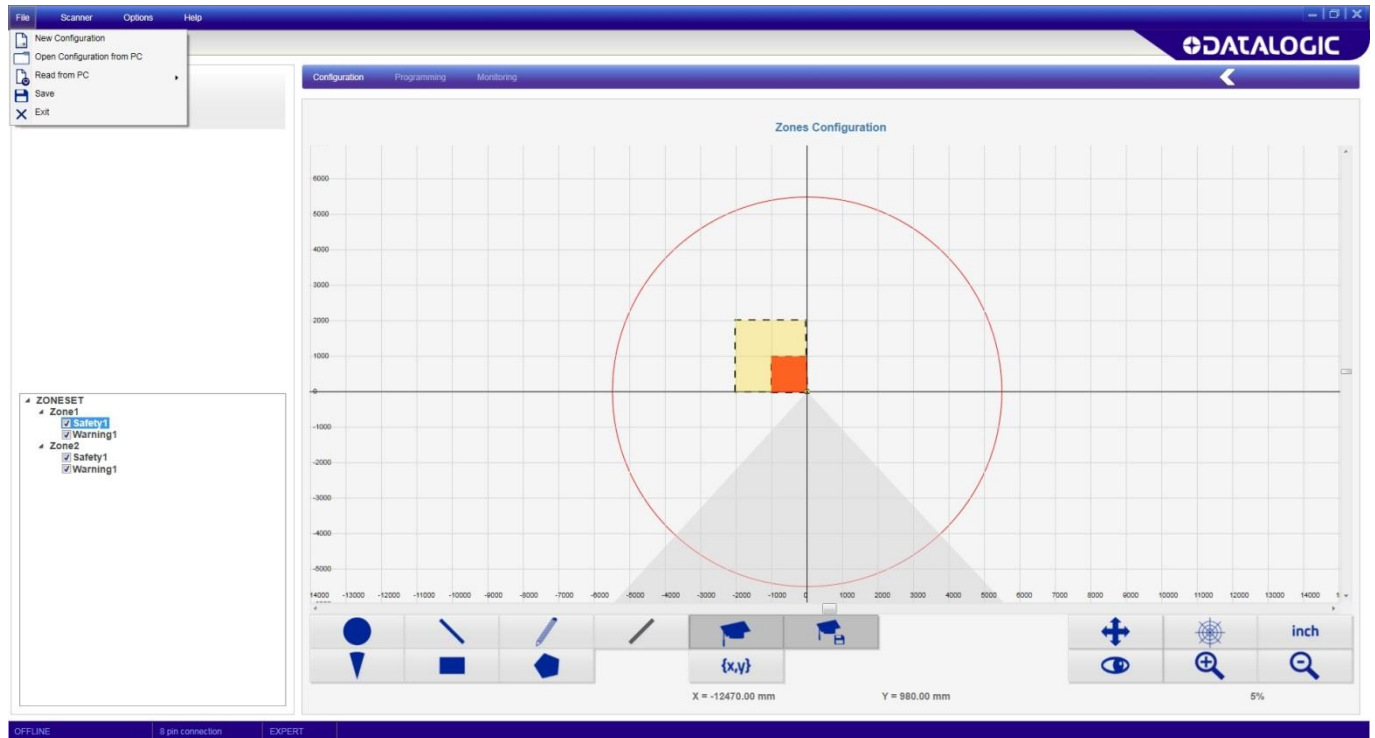 File Scanner Options Help
New Configuration
Open Configuration from PC
Read from PC
Save
Exit
DATALOGIC
Configuration Programming Monitoring
Zones Configuration
6000
5000
4000
3000
2000
1000
0
-1000
-2000
-3000
-4000
-5000
14000 -13000 -12000 -11000 -10000 -9000 -8000 -7000 -6000 -5000 -4000 -3000 -2000 -1000 0 1000 2000 3000 4000 5000 6000 7000 8000 9000 10000 11000 12000 13000 14000 1
ZONESET
Zone1
Safety1
Warning1
Zone2
Safety1
Warning1
inch
{x,y}
X = -12470.00 mm Y = 980.00 mm 5%
OFFLINE 8 pin connection EXPERT